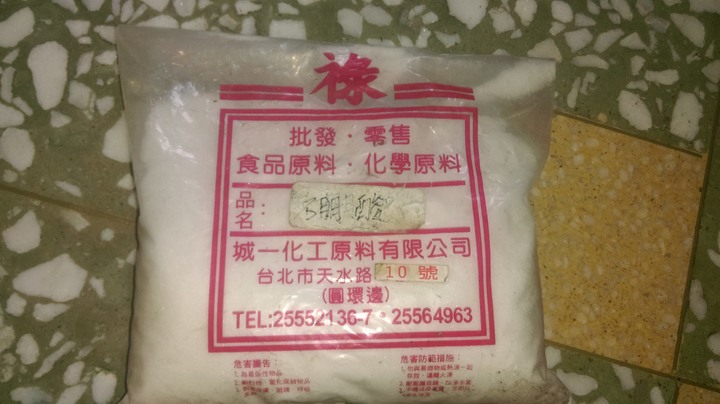 祿
批發・零售
食品原料・化學原料
品名：
硼酸
城一化工原料有限公司
台北市天水路10號
(圓環邊)
TEL:25552136-7・25564963
危害警告：
危害防範措施：